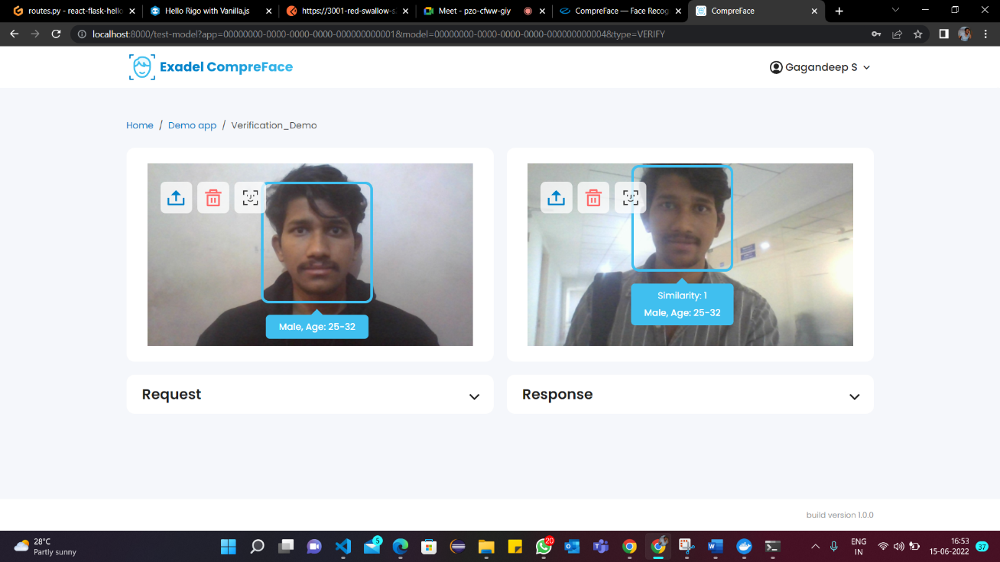 routes.py - react-flask-hello
Hello Rigo with Vanilla.js
https://3001-red-swallow-s
Meet - pzo-cfww-giy
CompreFace — Face Recog
CompreFace
localhost:8000/test-model?app=00000000-0000-0000-0000-000000000001&model=00000000-0000-0000-0000-000000000004&type=VERIFY
Exadel CompreFace
Gagandeep S
Home / Demo app / Verification_Demo
Male, Age: 25-32
Similarity: 1
Male, Age: 25-32
Request
Response
build version 1.0.0
28°C
Partly sunny
5
20
ENG
IN
16:53
15-06-2022
37